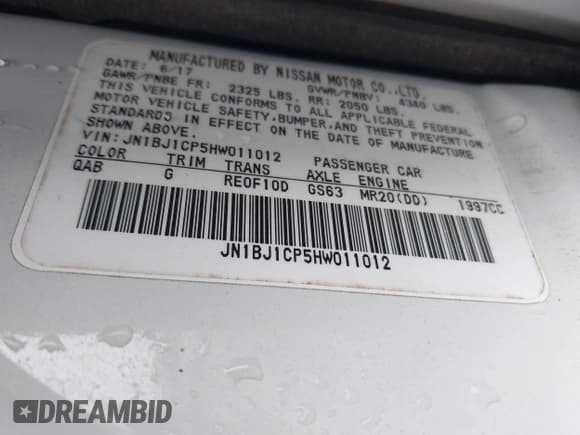 MANUFACTURED BY NISSAN MOTOR CO.,LTD.
DATE: 6/17 GVWR/PNBV: 4340 LBS.
GAWR/PNBE FR: 2325 LBS. RR: 2050 LBS.
THIS VEHICLE CONFORMS TO ALL APPLICABLE FEDERAL
MOTOR VEHICLE SAFETY,BUMPER,AND THEFT PREVENTION
STANDARDS IN EFFECT ON THE DATE OF MANUFACTURE
SHOWN ABOVE.
VIN: JN1BJ1CP5HW011012 PASSENGER CAR
COLOR TRIM TRANS AXLE ENGINE
QAB G RE0F10D GS63 MR20(DD) 1997CC
JN1BJ1CP5HW011012
DREAMBID